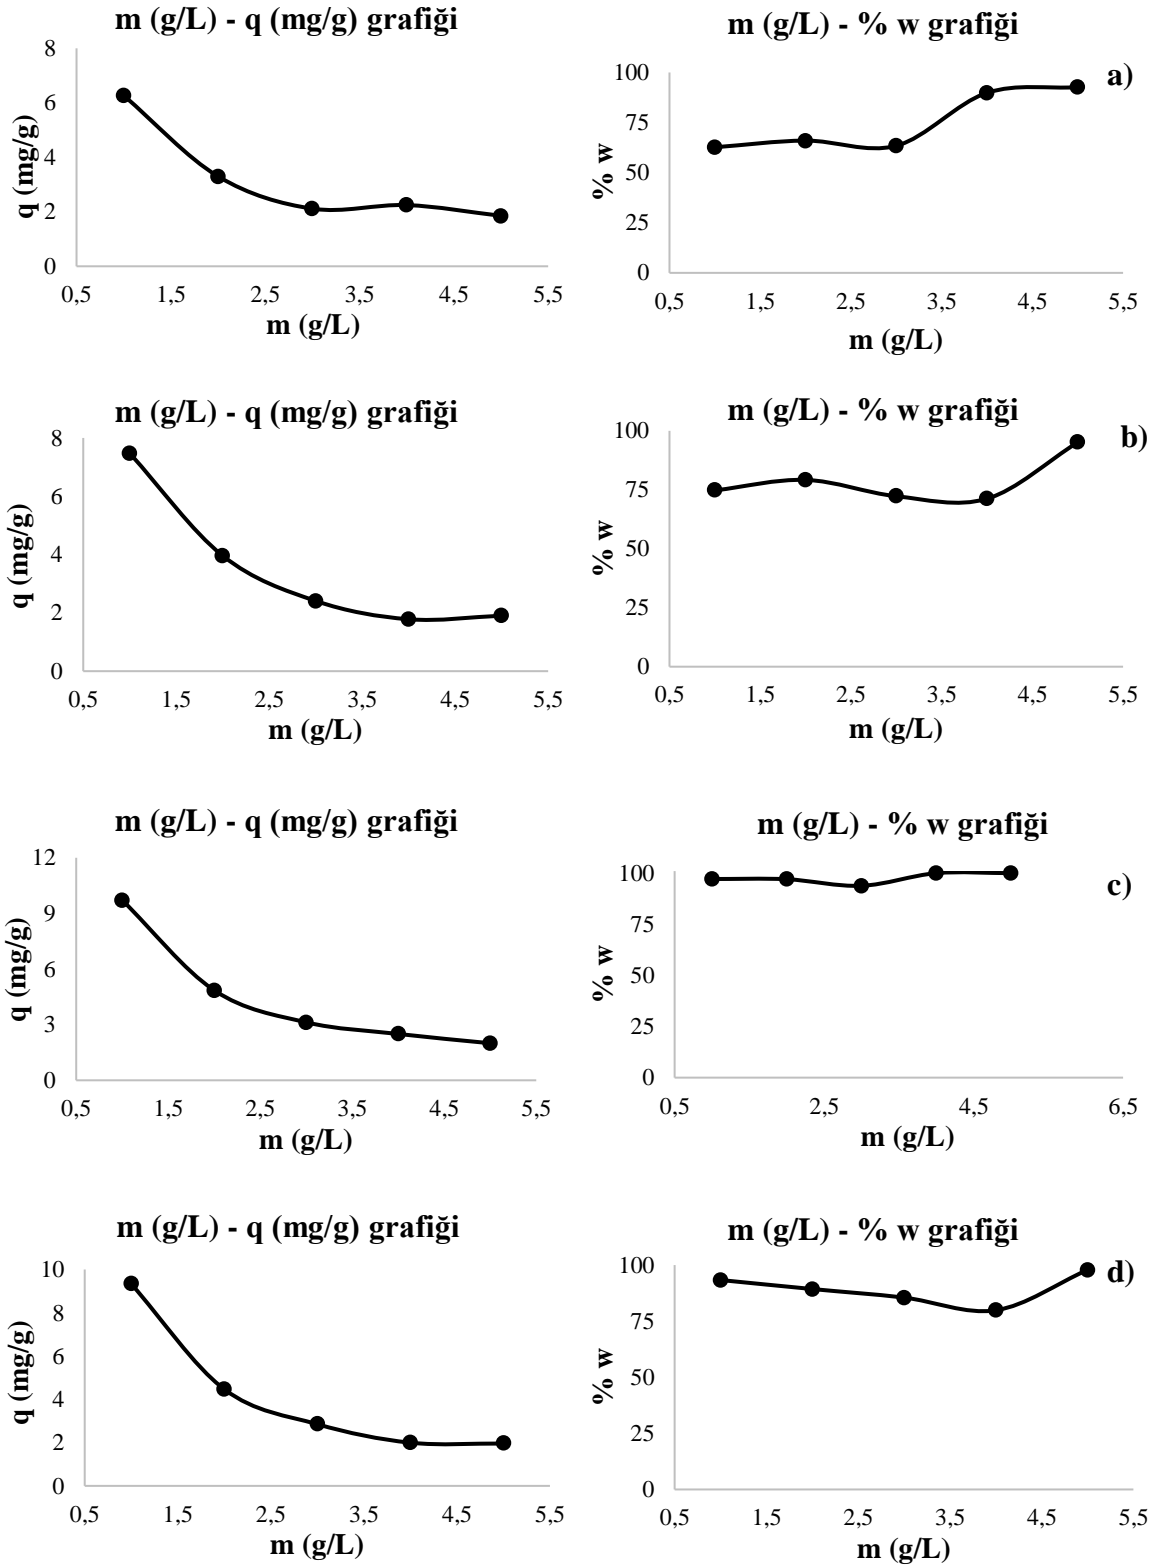 m (g/L) - q (mg/g) grafiği
8
6
4
2
0
q (mg/g)
0,5 1,5 2,5 3,5 4,5 5,5
m (g/L)
m (g/L) - % w grafiği
a)
100
75
50
25
0
% w
0,5 1,5 2,5 3,5 4,5 5,5
m (g/L)
m (g/L) - q (mg/g) grafiği
8
6
4
2
0
q (mg/g)
0,5 1,5 2,5 3,5 4,5 5,5
m (g/L)
m (g/L) - % w grafiği
b)
100
75
50
25
0
% w
0,5 1,5 2,5 3,5 4,5 5,5
m (g/L)
m (g/L) - q (mg/g) grafiği
12
9
6
3
0
q (mg/g)
0,5 1,5 2,5 3,5 4,5 5,5
m (g/L)
m (g/L) - % w grafiği
c)
100
75
50
25
0
% w
0,5 2,5 4,5 6,5
m (g/L)
m (g/L) - q (mg/g) grafiği
10
8
6
4
2
0
q (mg/g)
0,5 1,5 2,5 3,5 4,5 5,5
m (g/L)
m (g/L) - % w grafiği
d)
100
75
50
25
0
% w
0,5 1,5 2,5 3,5 4,5 5,5
m (g/L)